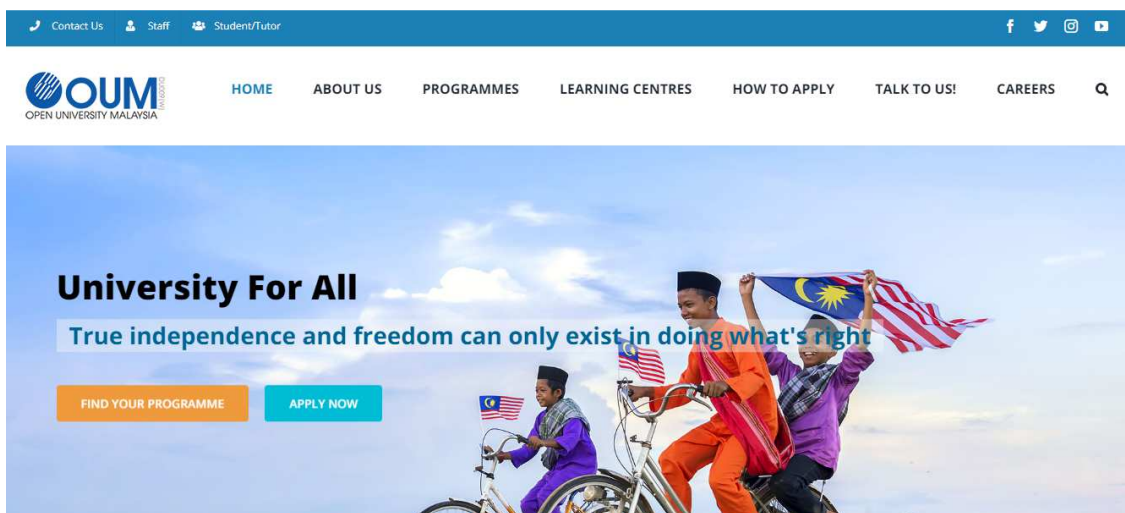 Contact Us Staff Student/Tutor
OUM
OPEN UNIVERSITY MALAYSIA
HOME ABOUT US PROGRAMMES LEARNING CENTRES HOW TO APPLY TALK TO US! CAREERS
University For All
True independence and freedom can only exist in doing what's right
FIND YOUR PROGRAMME APPLY NOW